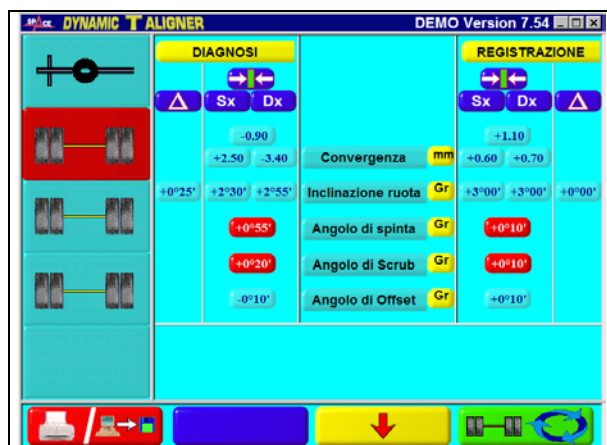 SPACE DYNAMIC T ALIGNER DEMO Version 7.54
DIAGNOSI REGISTRAZIONE
Δ Sx Dx Sx Dx Δ
-0.90 +1.10
+2.50 -3.40 Convergenza mm +0.60 +0.70
+0°25' +2°30' +2°55' Inclinazione ruota Gr +3°00' +3°00' +0°00'
+0°55' Angolo di spinta Gr +0°10'
+0°20' Angolo di Scrub Gr +0°10'
-0°10' Angolo di Offset Gr +0°10'